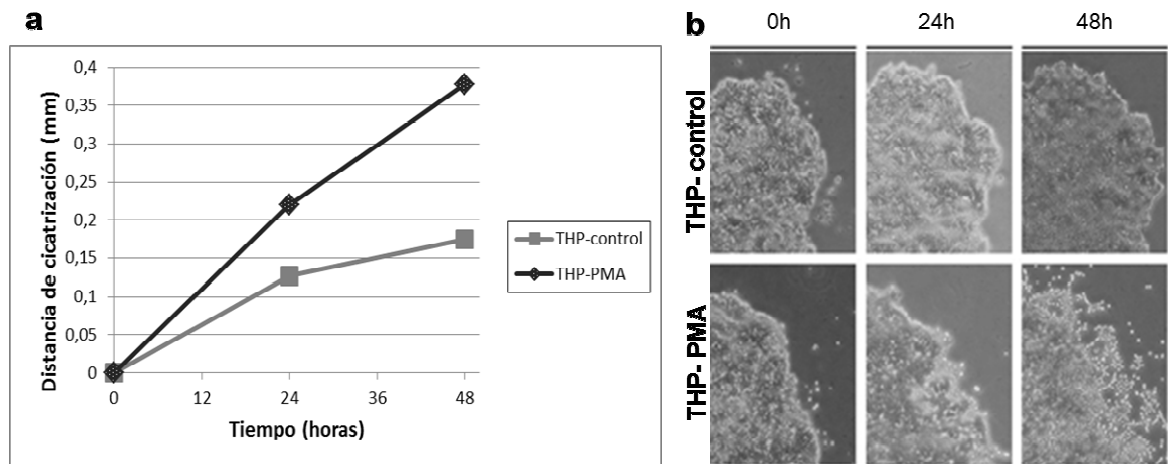 a
0,4
0,35
0,3
0,25
0,2
0,15
0,1
0,05
0
0 12 24 36 48
Distancia de cicatrización (mm)
Tiempo (horas)
THP-control
THP-PMA
b
0h 24h 48h
THP- control
THP- PMA